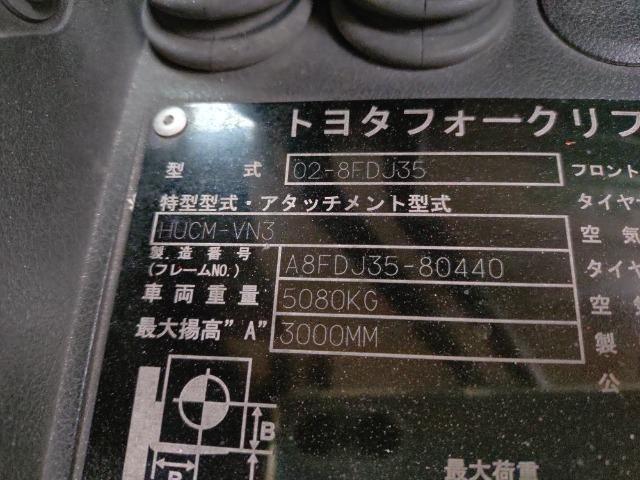 トヨタフォークリフ
型 式 02-8FDJ35 フロント
特型型式・アタッチメント型式 タイヤ
HUCM-VN3 空気
製造番号
(フレームNO.) A8FDJ35-80440 タイヤ
車両重量 5080KG 空気
最大揚高"A" 3000MM 製
公
B
B
最大荷重